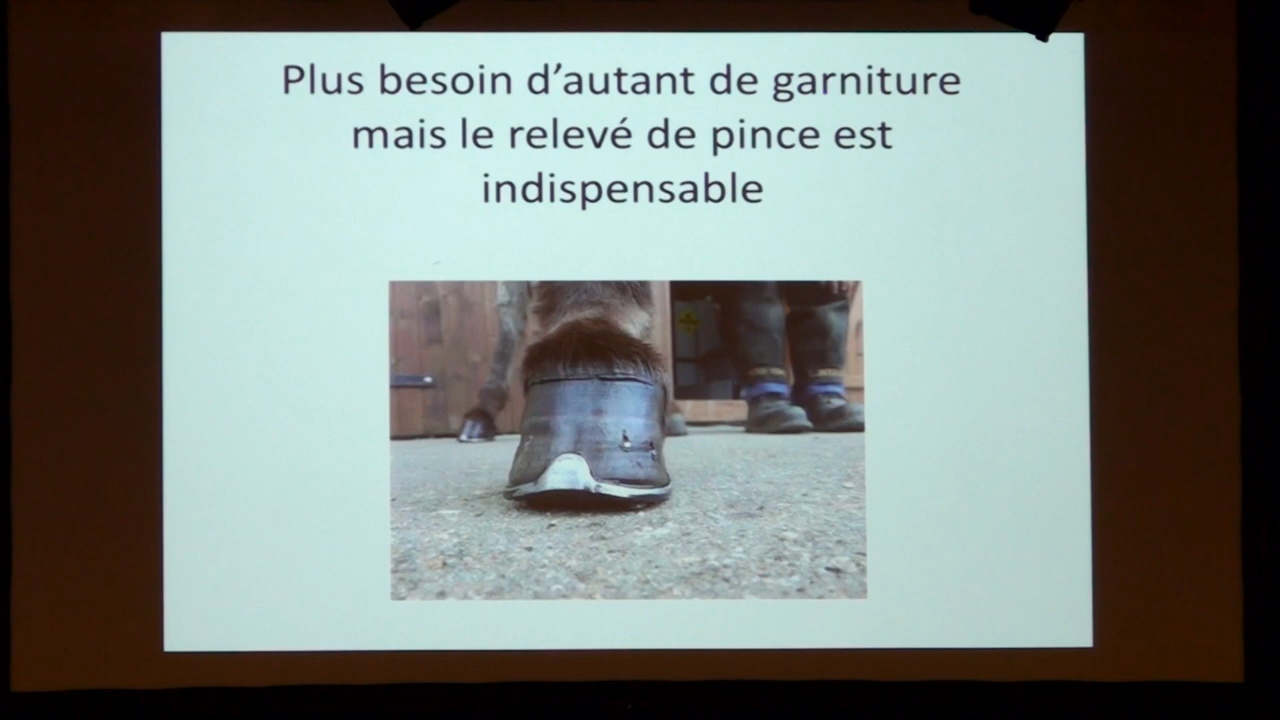 Plus besoin d’autant de garniture
mais le relevé de pince est
indispensable